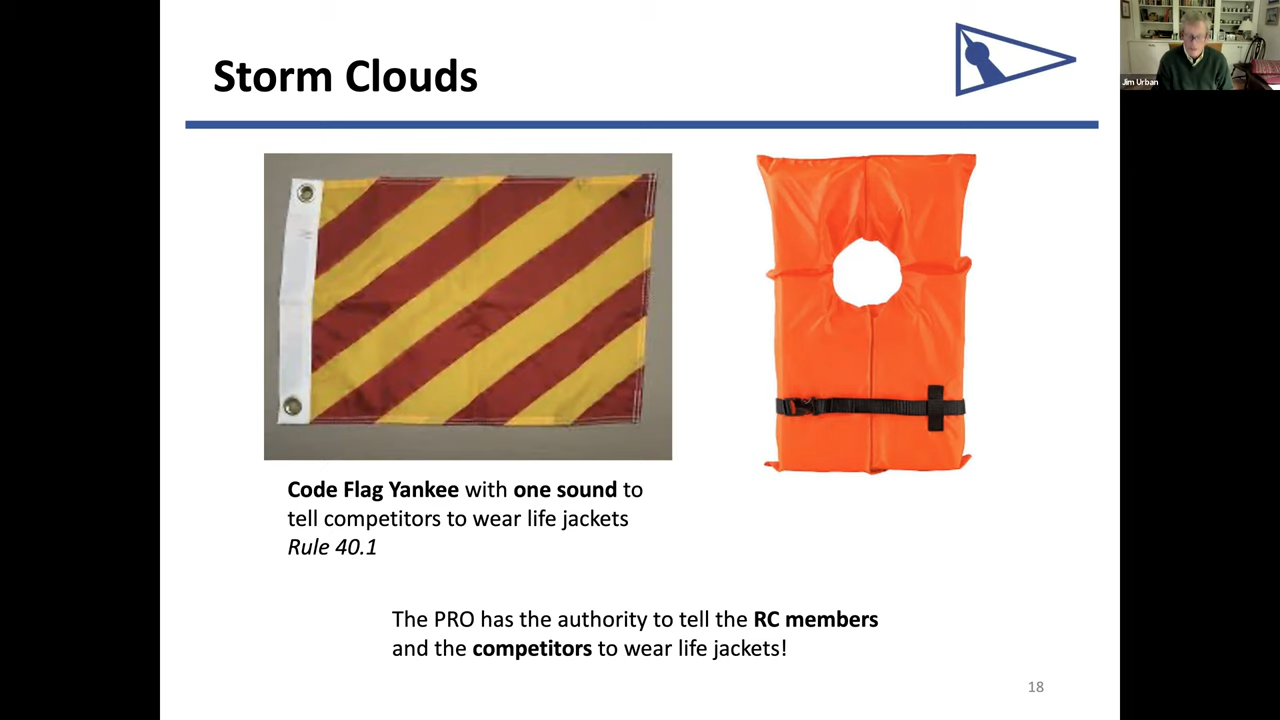 Storm Clouds
Jim Urban
Code Flag Yankee with one sound to
tell competitors to wear life jackets
Rule 40.1
The PRO has the authority to tell the RC members
and the competitors to wear life jackets!
18